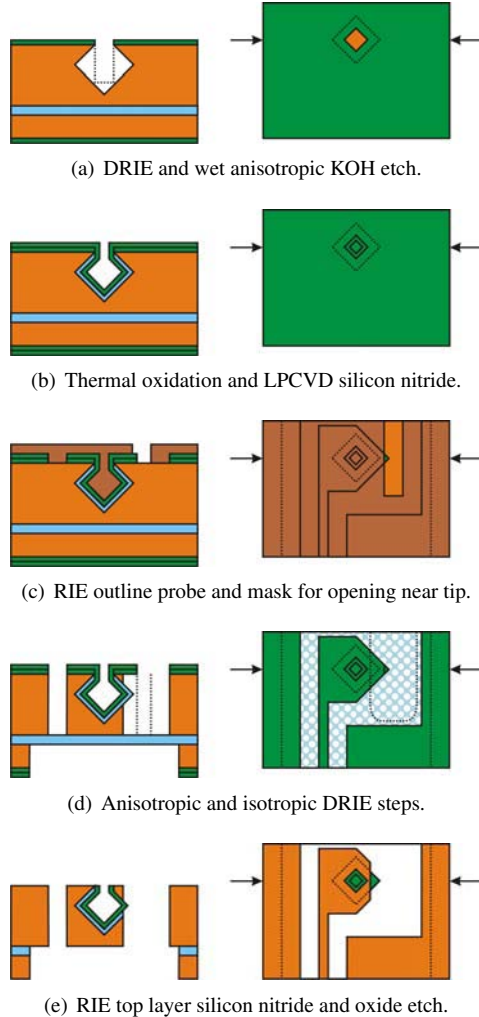 (a) DRIE and wet anisotropic KOH etch.
(b) Thermal oxidation and LPCVD silicon nitride.
(c) RIE outline probe and mask for opening near tip.
(d) Anisotropic and isotropic DRIE steps.
(e) RIE top layer silicon nitride and oxide etch.